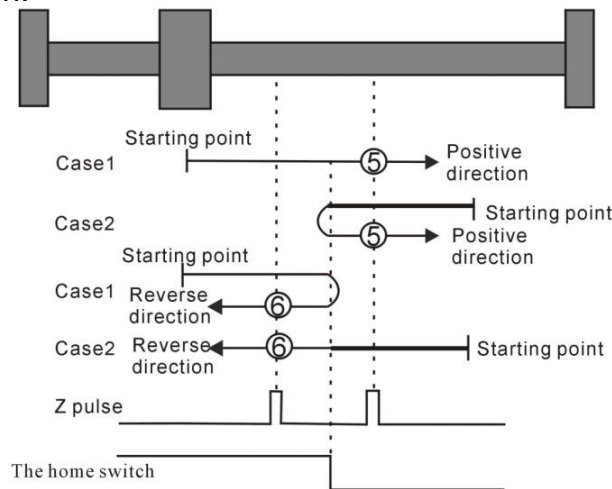 Starting point
Case1
5
Positive
direction
Case2
Starting point
5
Positive
direction
Starting point
Case1
Reverse
direction
6
Case2
Reverse
direction
6
Starting point
Z pulse
The home switch